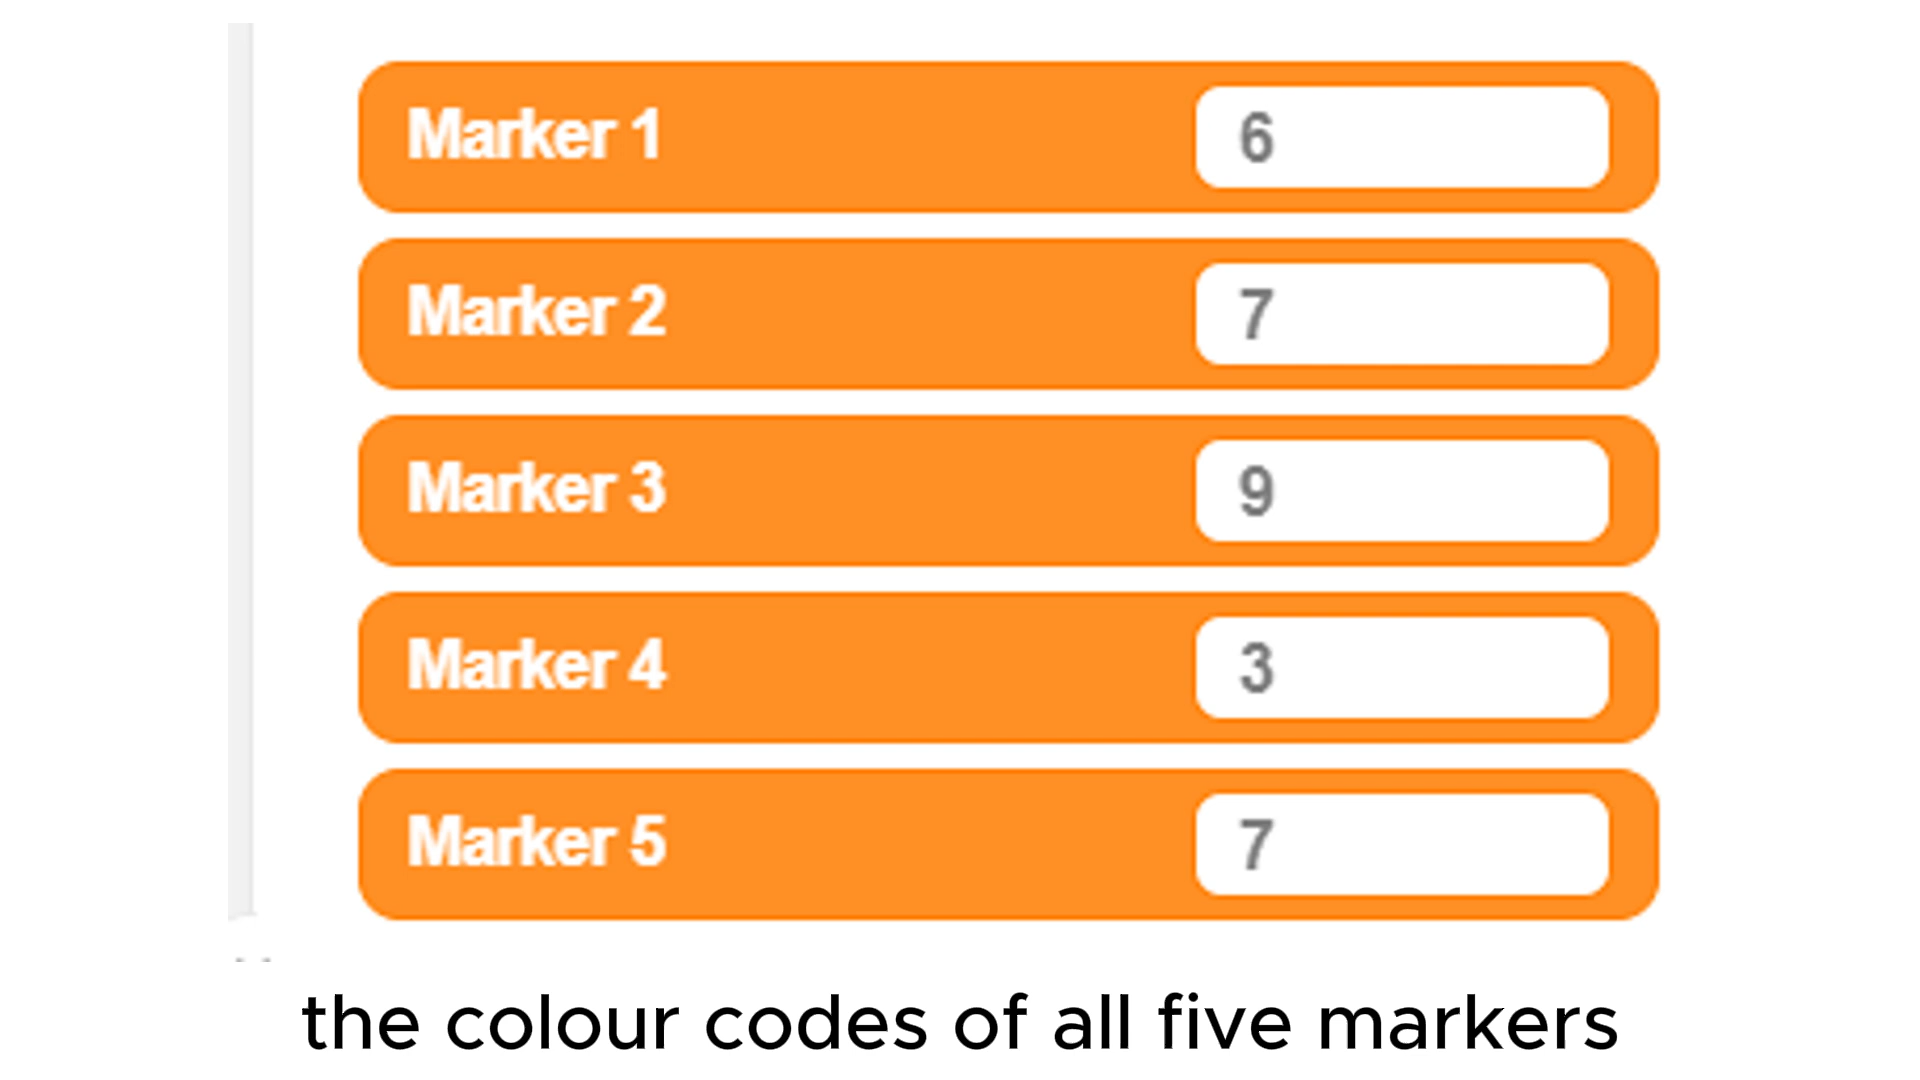 Marker 1 6
Marker 2 7
Marker 3 9
Marker 4 3
Marker 5 7
the colour codes of all five markers